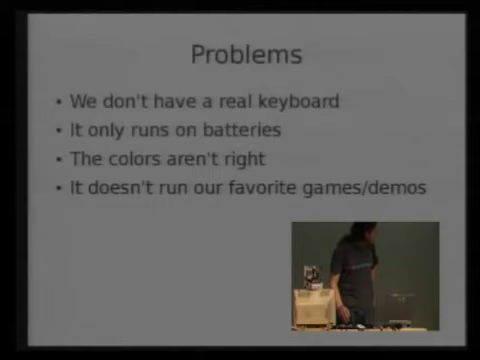 Problems
• We don't have a real keyboard
• It only runs on batteries
• The colors aren't right
• It doesn't run our favorite games/demos